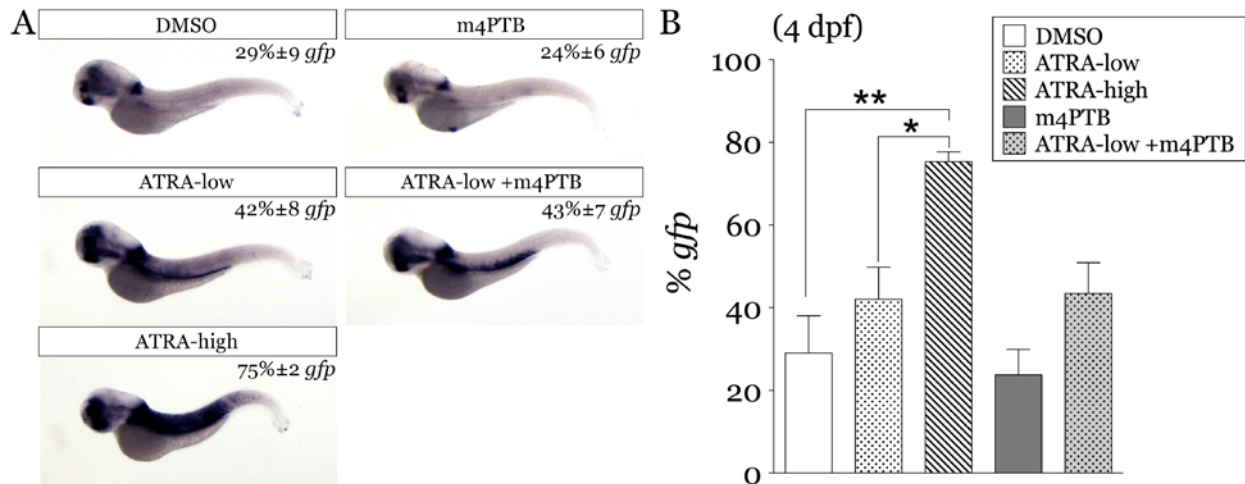 A
DMSO
29%±9 gfp
m4PTB
24%±6 gfp
ATRA-low
42%±8 gfp
ATRA-low +m4PTB
43%±7 gfp
ATRA-high
75%±2 gfp
B
(4 dpf)
% gfp
100
80
60
40
20
0
**
*
DMSO
ATRA-low
ATRA-high
m4PTB
ATRA-low +m4PTB